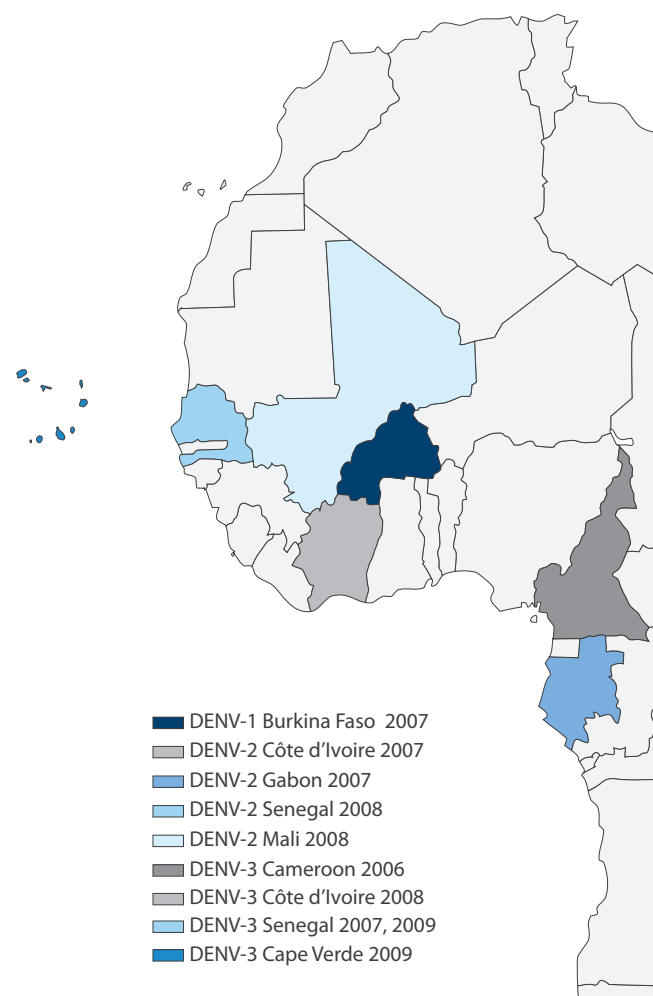 DENV-1 Burkina Faso 2007
DENV-2 Côte d’Ivoire 2007
DENV-2 Gabon 2007
DENV-2 Senegal 2008
DENV-2 Mali 2008
DENV-3 Cameroon 2006
DENV-3 Côte d’Ivoire 2008
DENV-3 Senegal 2007, 2009
DENV-3 Cape Verde 2009